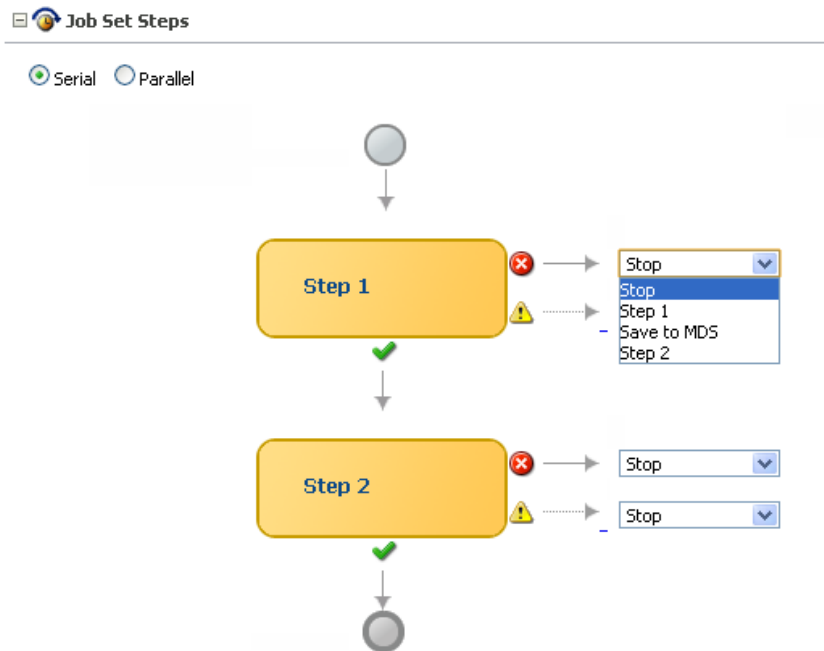 Job Set Steps
Serial Parallel
Step 1
Stop
Stop
Step 1
Save to MDS
Step 2
Step 2
Stop
Stop